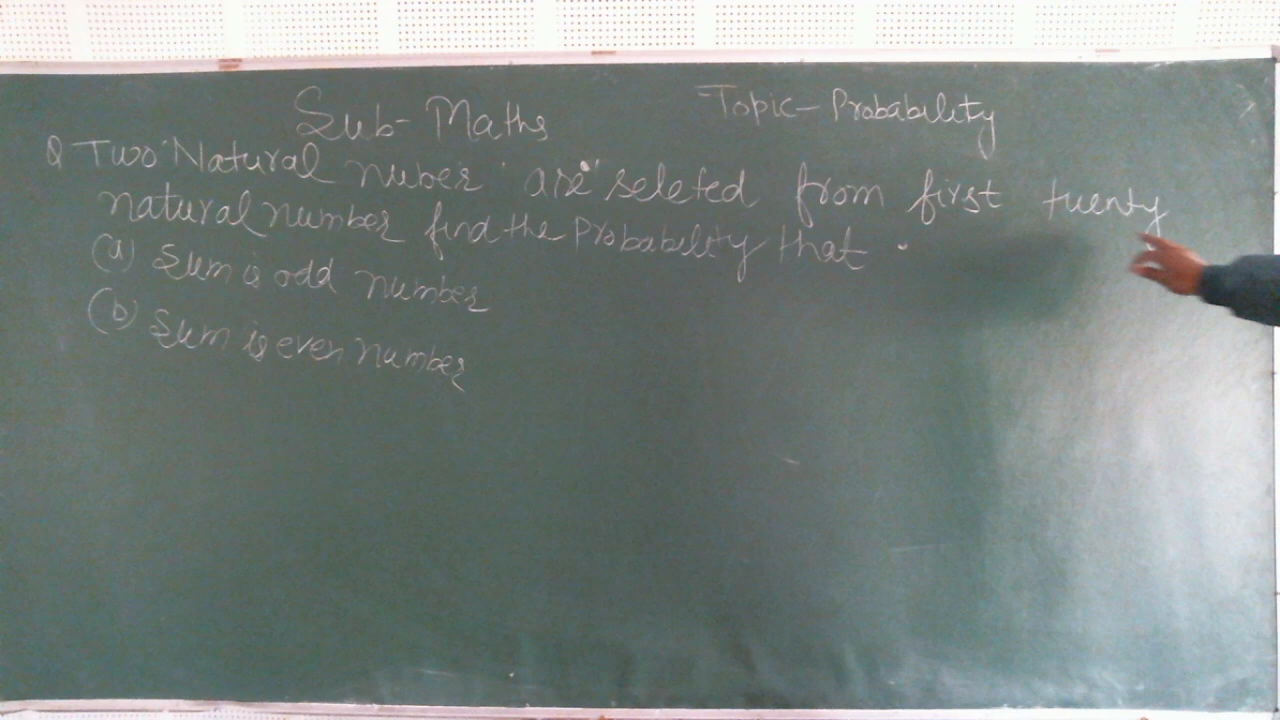 Sub- Maths Topic- Probability
Q Two Natural nuber are seleted from first tuenty
natural number find the Probability that
(a) Sum is odd number
(b) Sum is even number